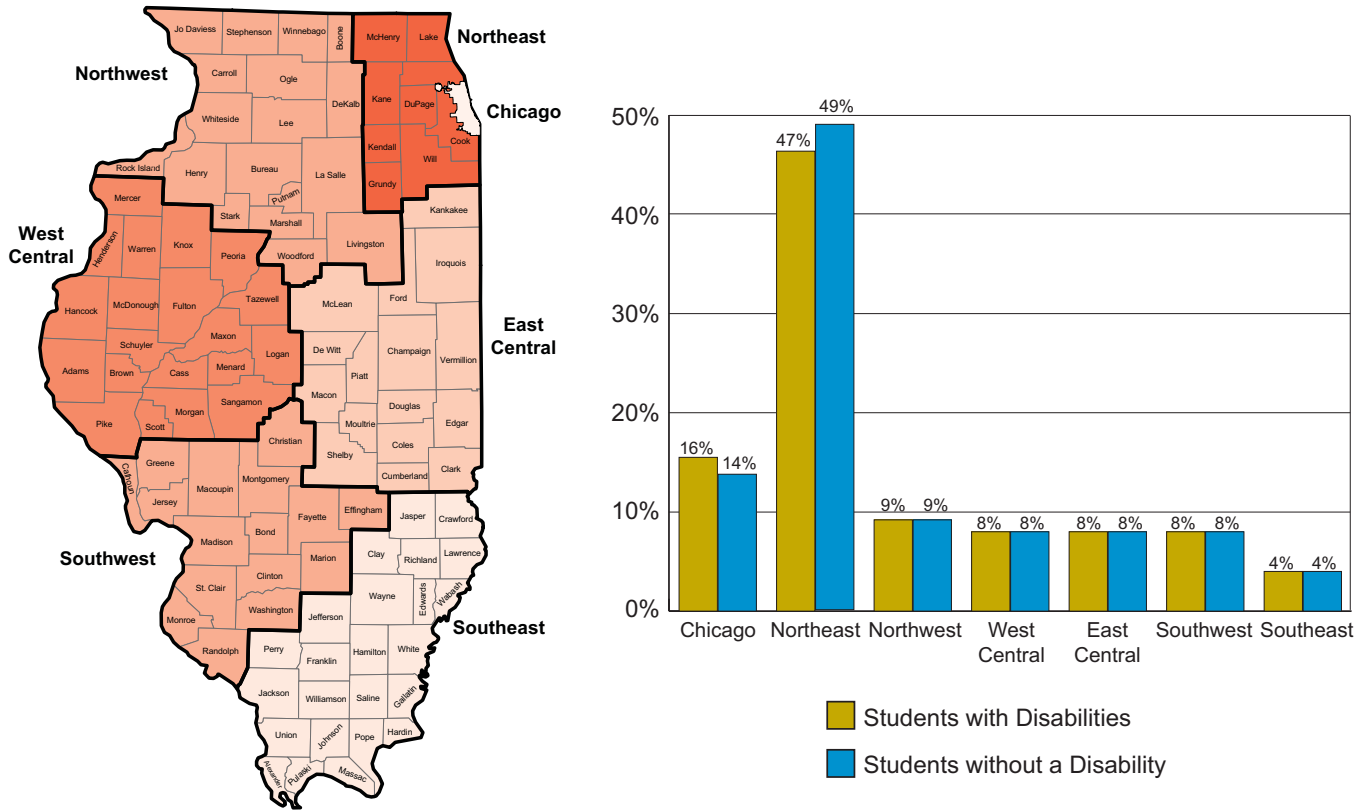 Jo Daviess
Stephenson
Winnebago
Boone
McHenry
Lake
Northeast
Northwest
Carroll
Ogle
DeKalb
Kane
DuPage
Chicago
Whiteside
Lee
Cook
Kendall
Will
Rock Island
Henry
Bureau
La Salle
Grundy
Putnam
Mercer
Stark
Marshall
Kankakee
West
Central
Henderson
Warren
Knox
Peoria
Woodford
Livingston
Iroquois
Hancock
McDonough
Fulton
Tazewell
McLean
Ford
East
Central
Schuyler
Maxon
Logan
De Witt
Champaign
Vermillion
Adams
Brown
Cass
Menard
Piatt
Macon
Pike
Scott
Morgan
Sangamon
Douglas
Moultrie
Edgar
Christian
Coles
Shelby
Calhoun
Greene
Cumberland
Clark
Macoupin
Montgomery
Jersey
Fayette
Effingham
Jasper
Crawford
Southwest
Madison
Bond
Clay
Richland
Lawrence
Marion
St. Clair
Clinton
Wayne
Edwards
Wabash
Monroe
Washington
Jefferson
Southeast
Randolph
Perry
Hamilton
White
Franklin
Jackson
Williamson
Saline
Gallatin
Union
Johnson
Pope
Hardin
Alexander
Pulaski
Massac
50%
40%
30%
20%
10%
0%
16%
14%
47%
49%
9%
9%
8%
8%
8%
8%
8%
8%
4%
4%
Chicago
Northeast
Northwest
West
Central
East
Central
Southwest
Southeast
Students with Disabilities
Students without a Disability